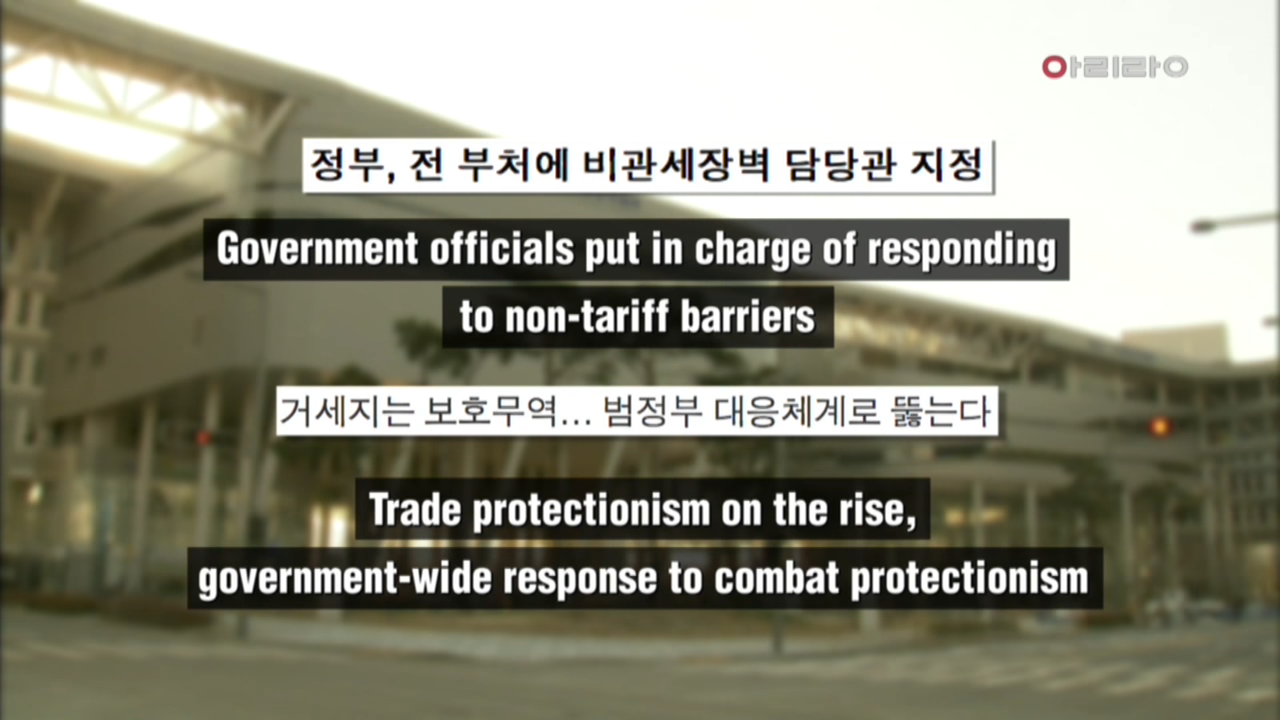 아리랑
정부, 전 부처에 비관세장벽 담당관 지정
Government officials put in charge of responding
to non-tariff barriers
거세지는 보호무역... 범정부 대응체계로 뚫는다
Trade protectionism on the rise,
government-wide response to combat protectionism